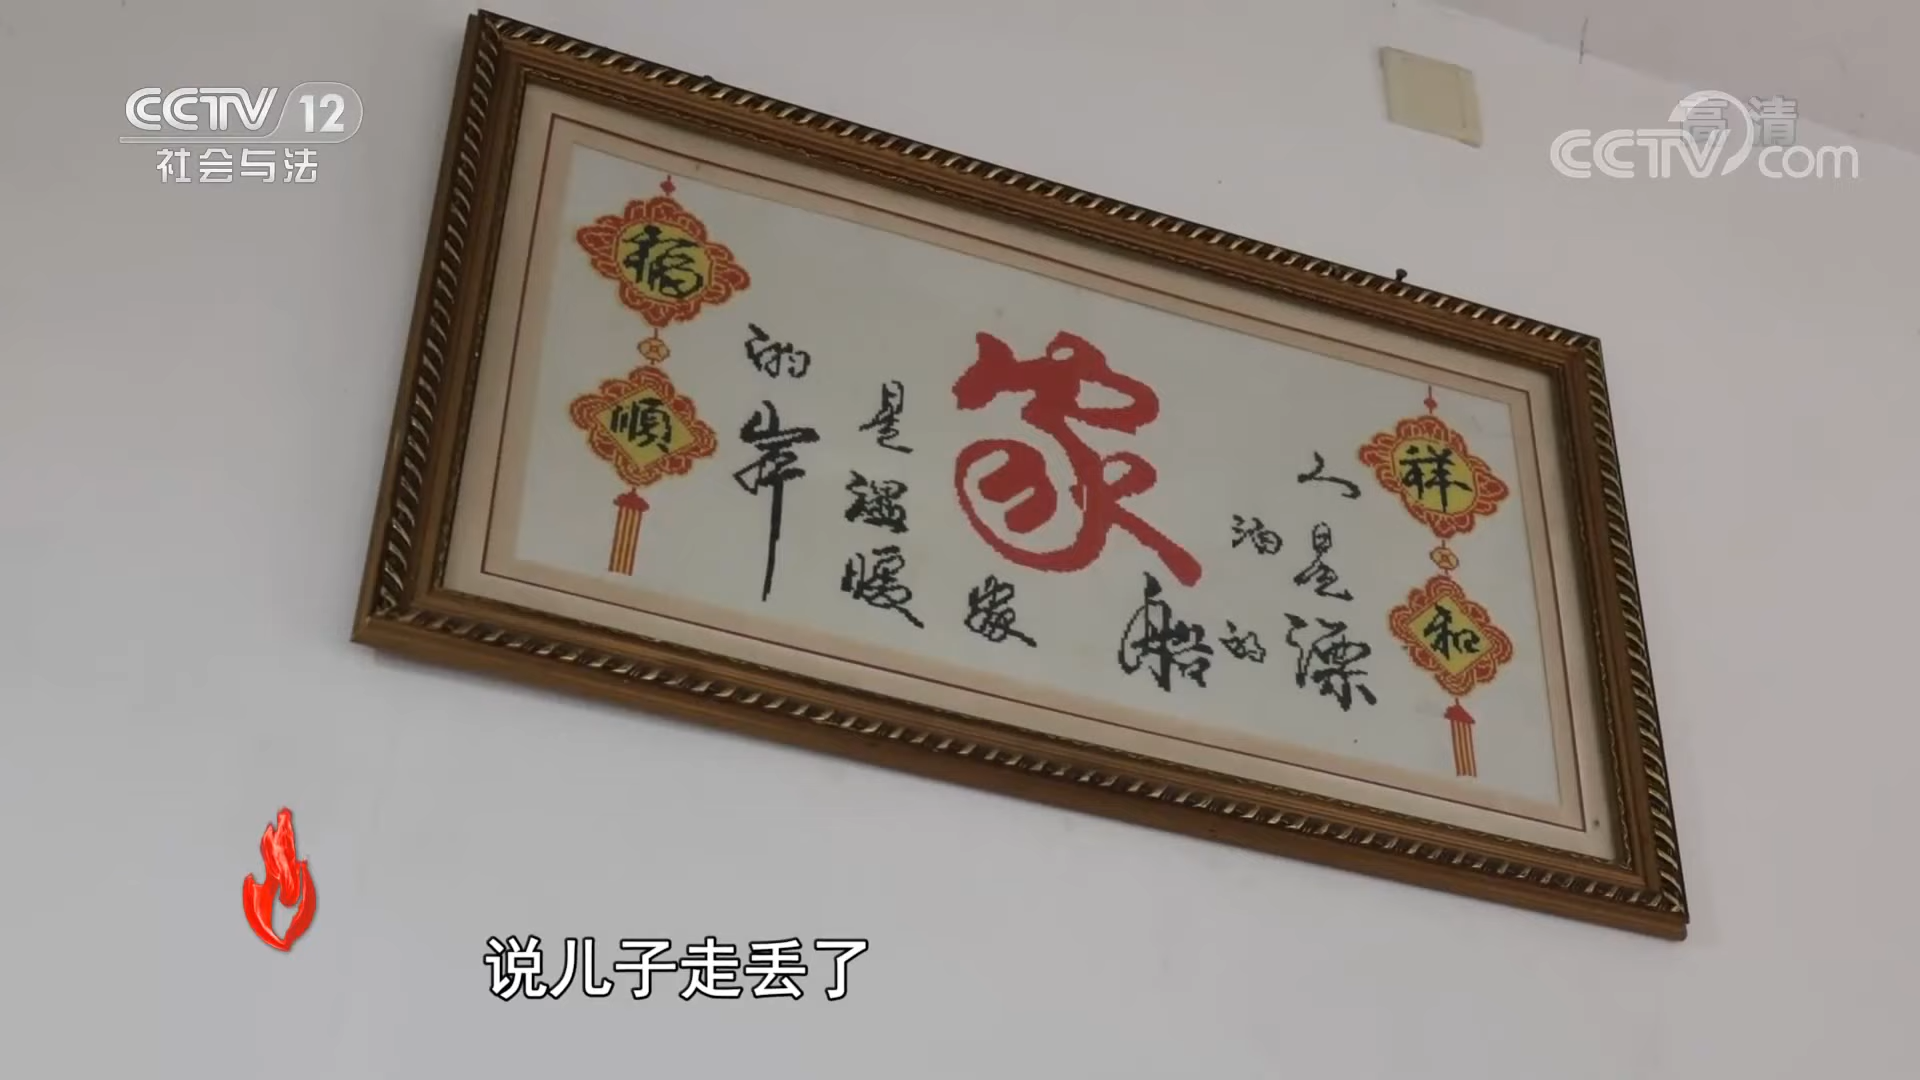 CCTV 12
社会与法
高清
CCTV.com
祥
和
人是漂
泊的
船
家
家
是温暖
的岸
福
順
说儿子走丢了